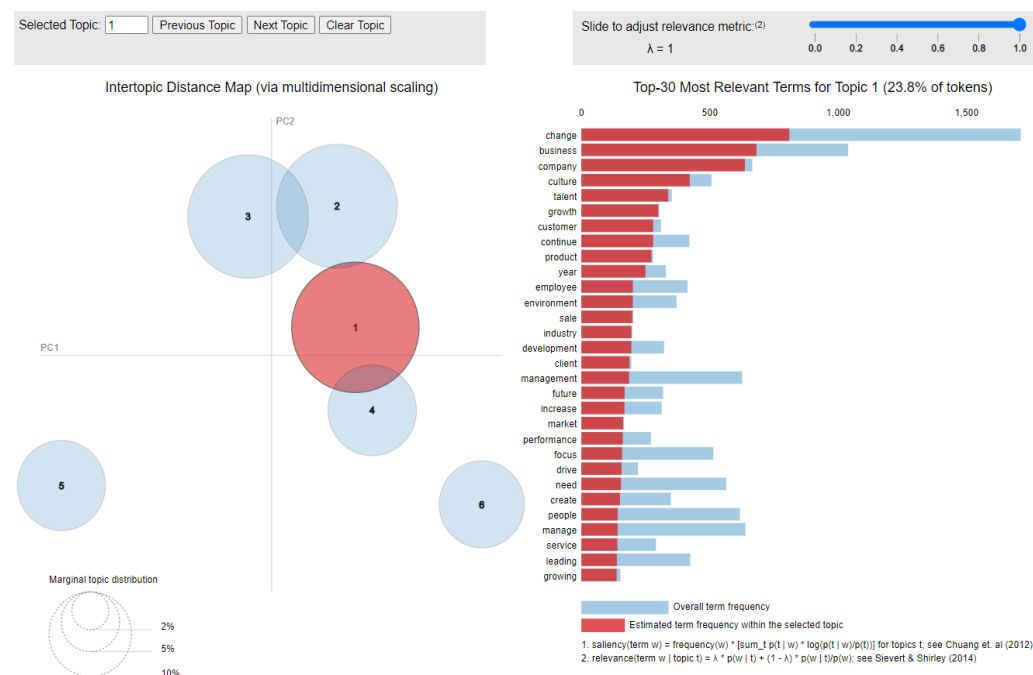 Selected Topic: 1 Previous Topic Next Topic Clear Topic
Slide to adjust relevance metric:(2)
λ = 1
0.0 0.2 0.4 0.6 0.8 1.0
Intertopic Distance Map (via multidimensional scaling)
PC2
PC1
3
2
1
4
5
6
Marginal topic distribution
2%
5%
10%
Top-30 Most Relevant Terms for Topic 1 (23.8% of tokens)
0 500 1,000 1,500
change
business
company
culture
talent
growth
customer
continue
product
year
employee
environment
sale
industry
development
client
management
future
increase
market
performance
focus
drive
need
create
people
manage
service
leading
growing
Overall term frequency
Estimated term frequency within the selected topic
1. saliency(term w) = frequency(w) * [sum_t p(t | w) * log(p(t | w)/p(t))] for topics t; see Chuang et. al (2012)
2. relevance(term w | topic t) = λ * p(w | t) + (1 - λ) * p(w | t)/p(w); see Sievert & Shirley (2014)